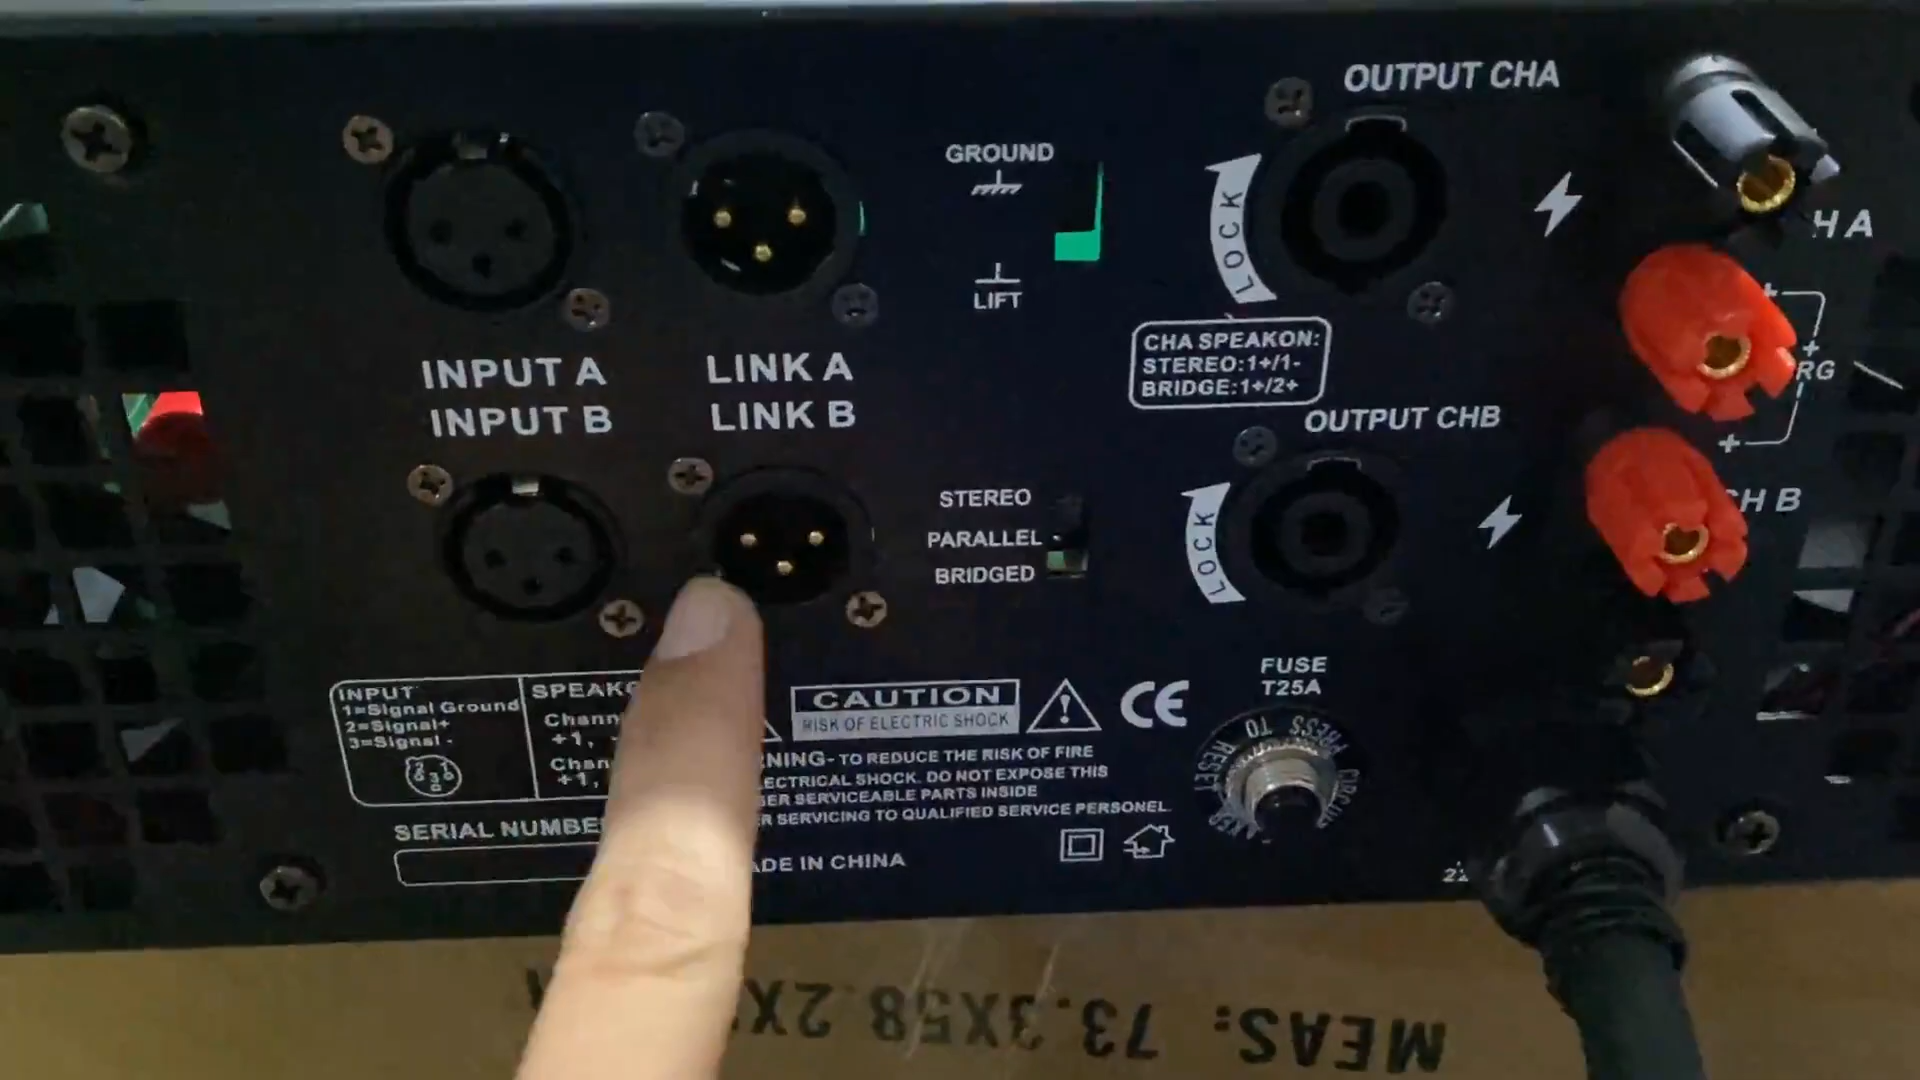 OUTPUT CHA
GROUND
LIFT
LOCK
H A
CHA SPEAKON:
STEREO:1+/1-
BRIDGE:1+/2+
+
+
RG
+
INPUT A
LINK A
INPUT B
LINK B
OUTPUT CHB
STEREO
PARALLEL
BRIDGED
LOCK
CH B
INPUT
1=Signal Ground
2=Signal+
3=Signal -
SPEAK
Chann
+1,
Chan
+1,
CAUTION
RISK OF ELECTRIC SHOCK
CE
NING- TO REDUCE THE RISK OF FIRE
ECTRICAL SHOCK. DO NOT EXPOSE THIS
SER SERVICEABLE PARTS INSIDE
R SERVICING TO QUALIFIED SERVICE PERSONEL.
SERIAL NUMBE
ADE IN CHINA
FUSE
T25A
PRESS TO RESET
MEAS: 73.3X58.2X